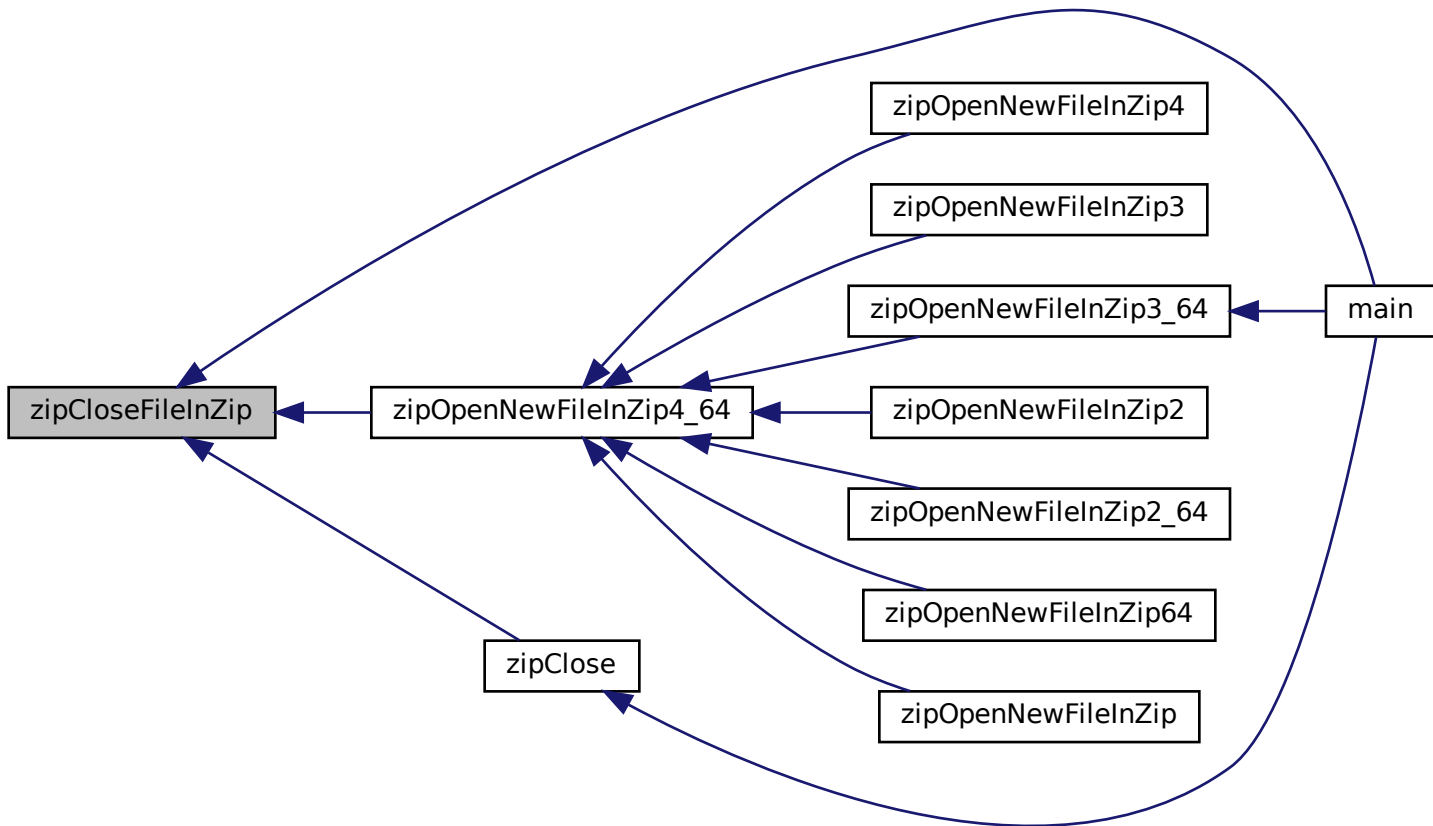 zipOpenNewFileInZip4
zipOpenNewFileInZip3
zipOpenNewFileInZip3_64
main
zipCloseFileInZip
zipOpenNewFileInZip4_64
zipOpenNewFileInZip2
zipOpenNewFileInZip2_64
zipOpenNewFileInZip64
zipClose
zipOpenNewFileInZip